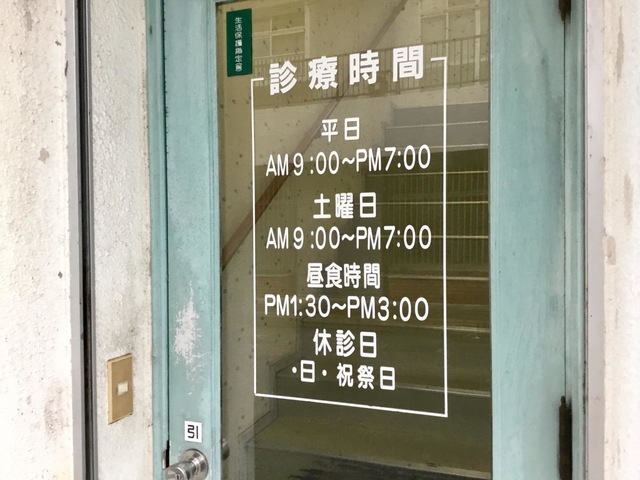 生活保護指定医
診療時間
平日
AM9:00～PM7:00
土曜日
AM9:00～PM7:00
昼食時間
PM1:30～PM3:00
休診日
・日・祝祭日
引